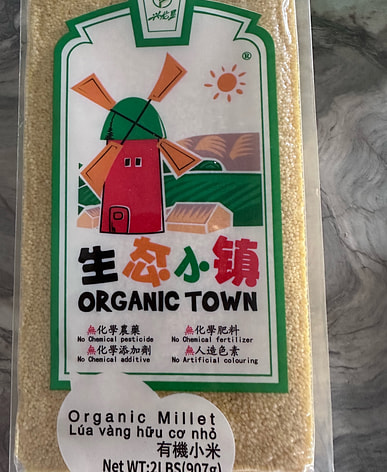 ®
生态小镇
ORGANIC TOWN
無化學農藥 無化學肥料
No Chemical pesticide No Chemical fertilizer
無化學添加劑 無人造色素
No Chemical additive No Artificial colouring
Organic Millet
Lúa vàng hữu cơ nhỏ
有機小米
Net WT:2LBS(907g)